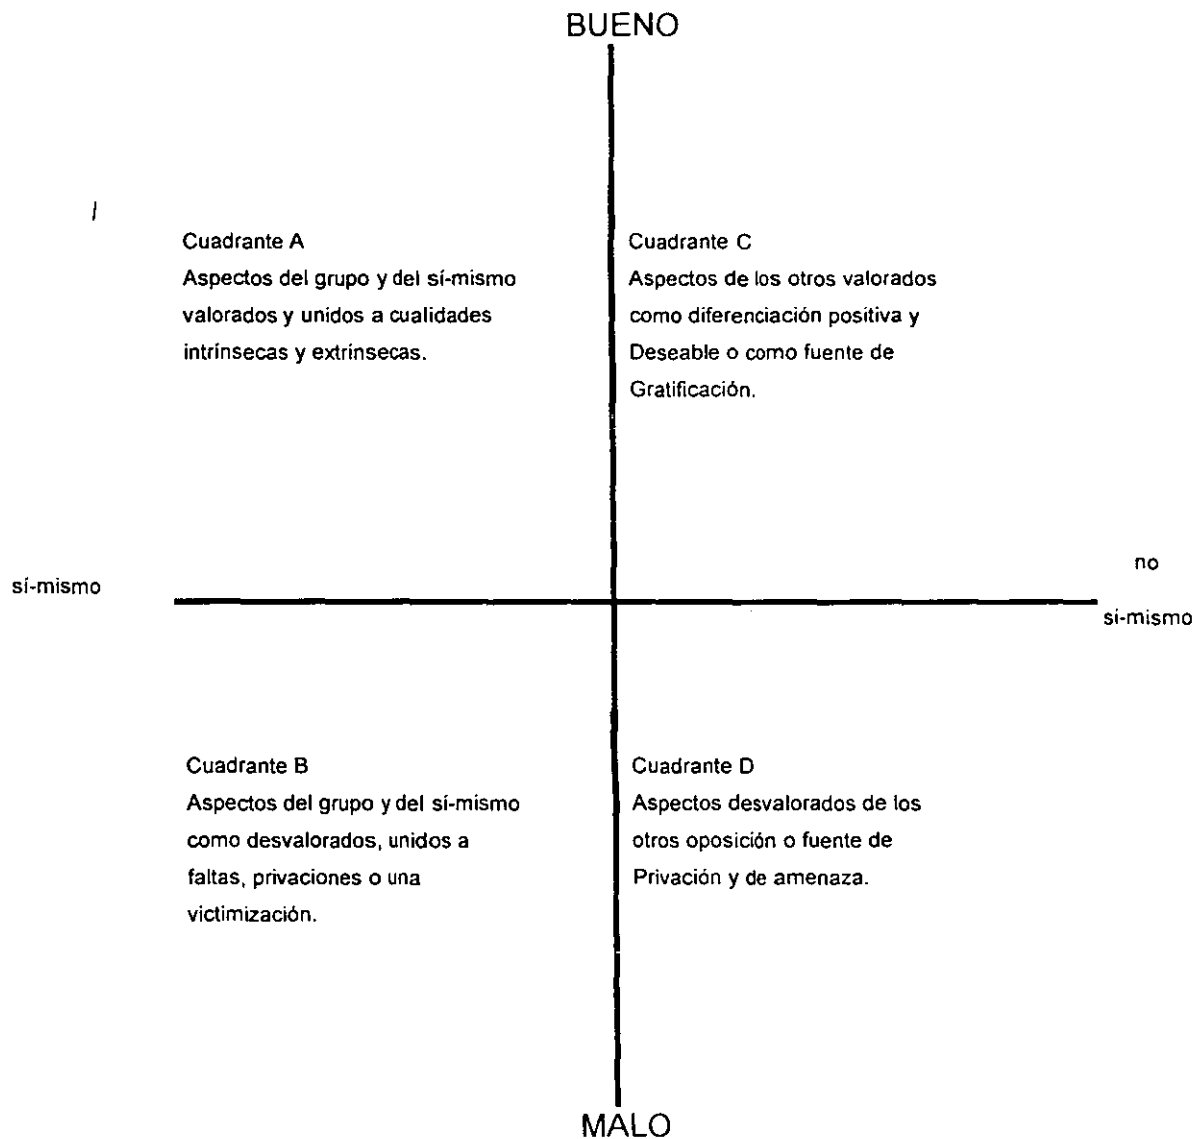 BUENO
Cuadrante A
Aspectos del grupo y del sí-mismo
valorados y unidos a cualidades
intrínsecas y extrínsecas.
Cuadrante C
Aspectos de los otros valorados
como diferenciación positiva y
Deseable o como fuente de
Gratificación.
sí-mismo
no
sí-mismo
Cuadrante B
Aspectos del grupo y del sí-mismo
como desvalorados, unidos a
faltas, privaciones o una
victimización.
Cuadrante D
Aspectos desvalorados de los
otros oposición o fuente de
Privación y de amenaza.
MALO